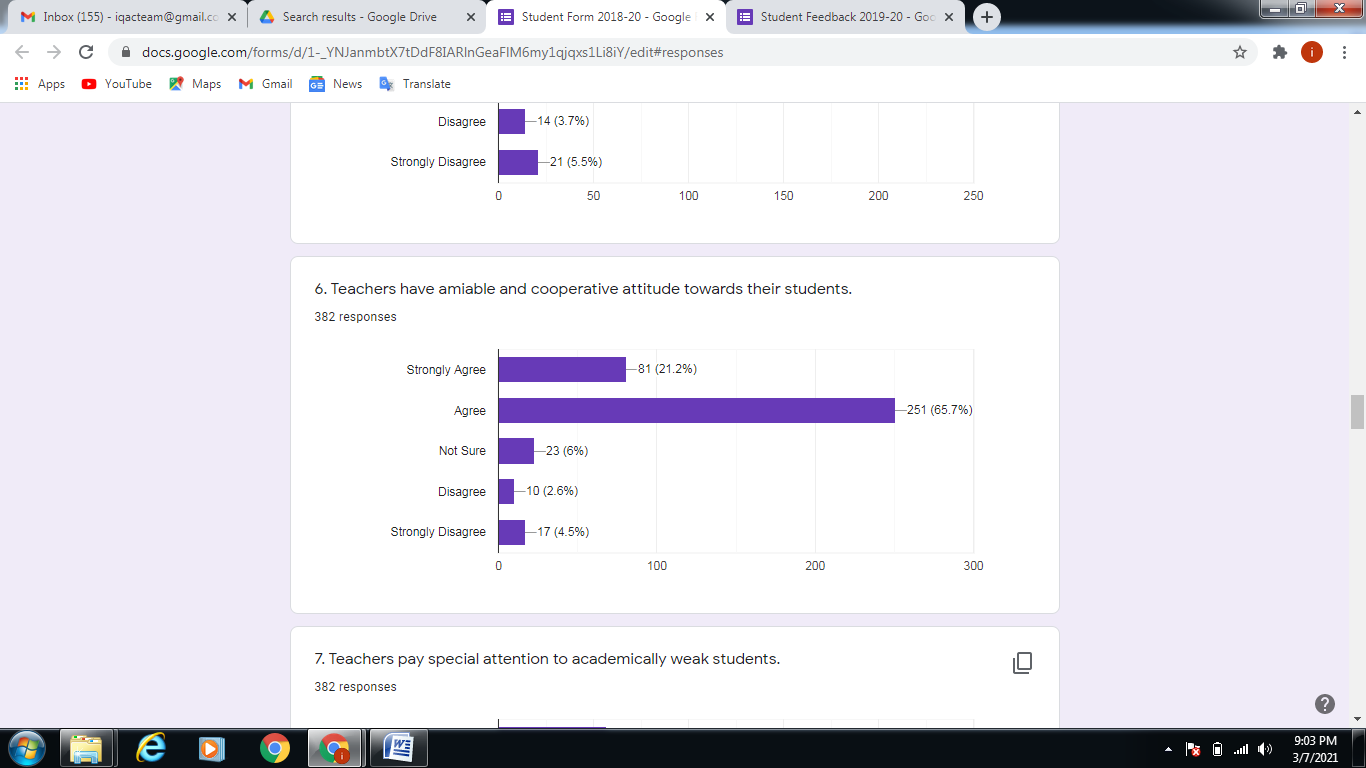 Inbox (155) - iqacteam@gmail.co
Search results - Google Drive
Student Form 2018-20 - Google
Student Feedback 2019-20 - Goo
docs.google.com/forms/d/1-_YNJanmbtX7tDdF8IARlnGeaFIM6my1qjqxs1Li8iY/edit#responses
i
Apps
YouTube
Maps
Gmail
News
Translate
Disagree 14 (3.7%)
Strongly Disagree 21 (5.5%)
0 50 100 150 200 250
6. Teachers have amiable and cooperative attitude towards their students.
382 responses
Strongly Agree 81 (21.2%)
Agree 251 (65.7%)
Not Sure 23 (6%)
Disagree 10 (2.6%)
Strongly Disagree 17 (4.5%)
0 100 200 300
7. Teachers pay special attention to academically weak students.
382 responses
9:03 PM
3/7/2021